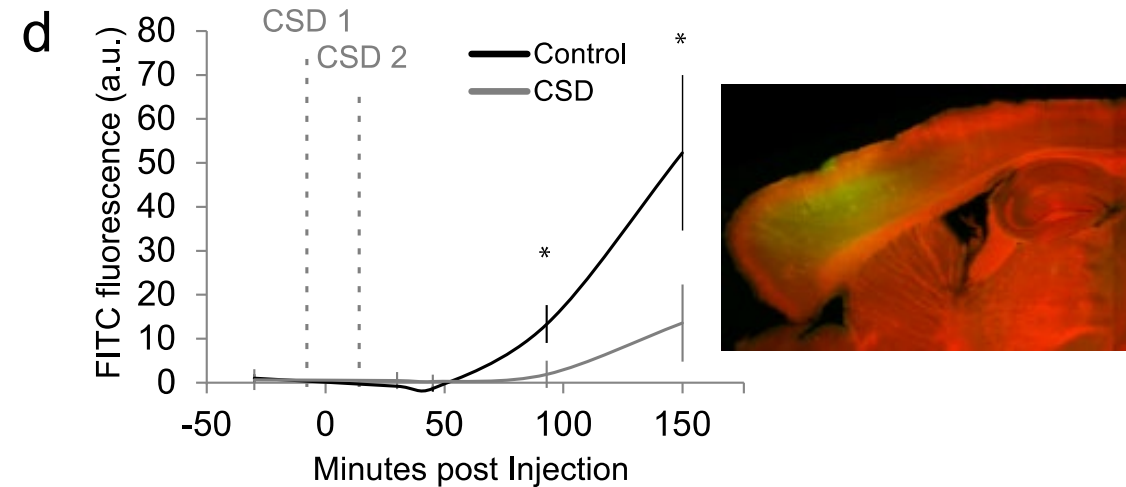 d
CSD 1
CSD 2
Control
CSD
*
*
FITC fluorescence (a.u.)
80
70
60
50
40
30
20
10
0
-50 0 50 100 150
Minutes post Injection